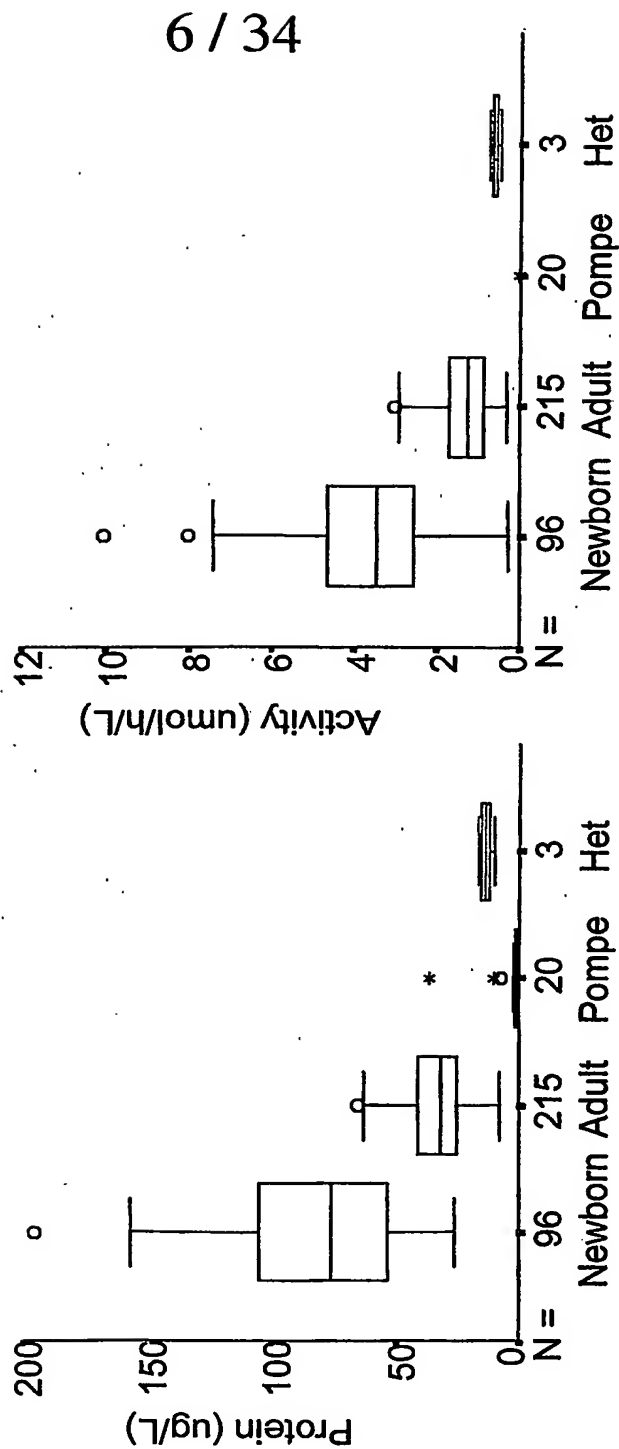 6 / 34
Protein (ug/L)
200
150
100
50
0
N = 96 215 20 3
Newborn Adult Pompe Het
Activity (umol/h/L)
12
10
8
6
4
2
0
N = 96 215 20 3
Newborn Adult Pompe Het